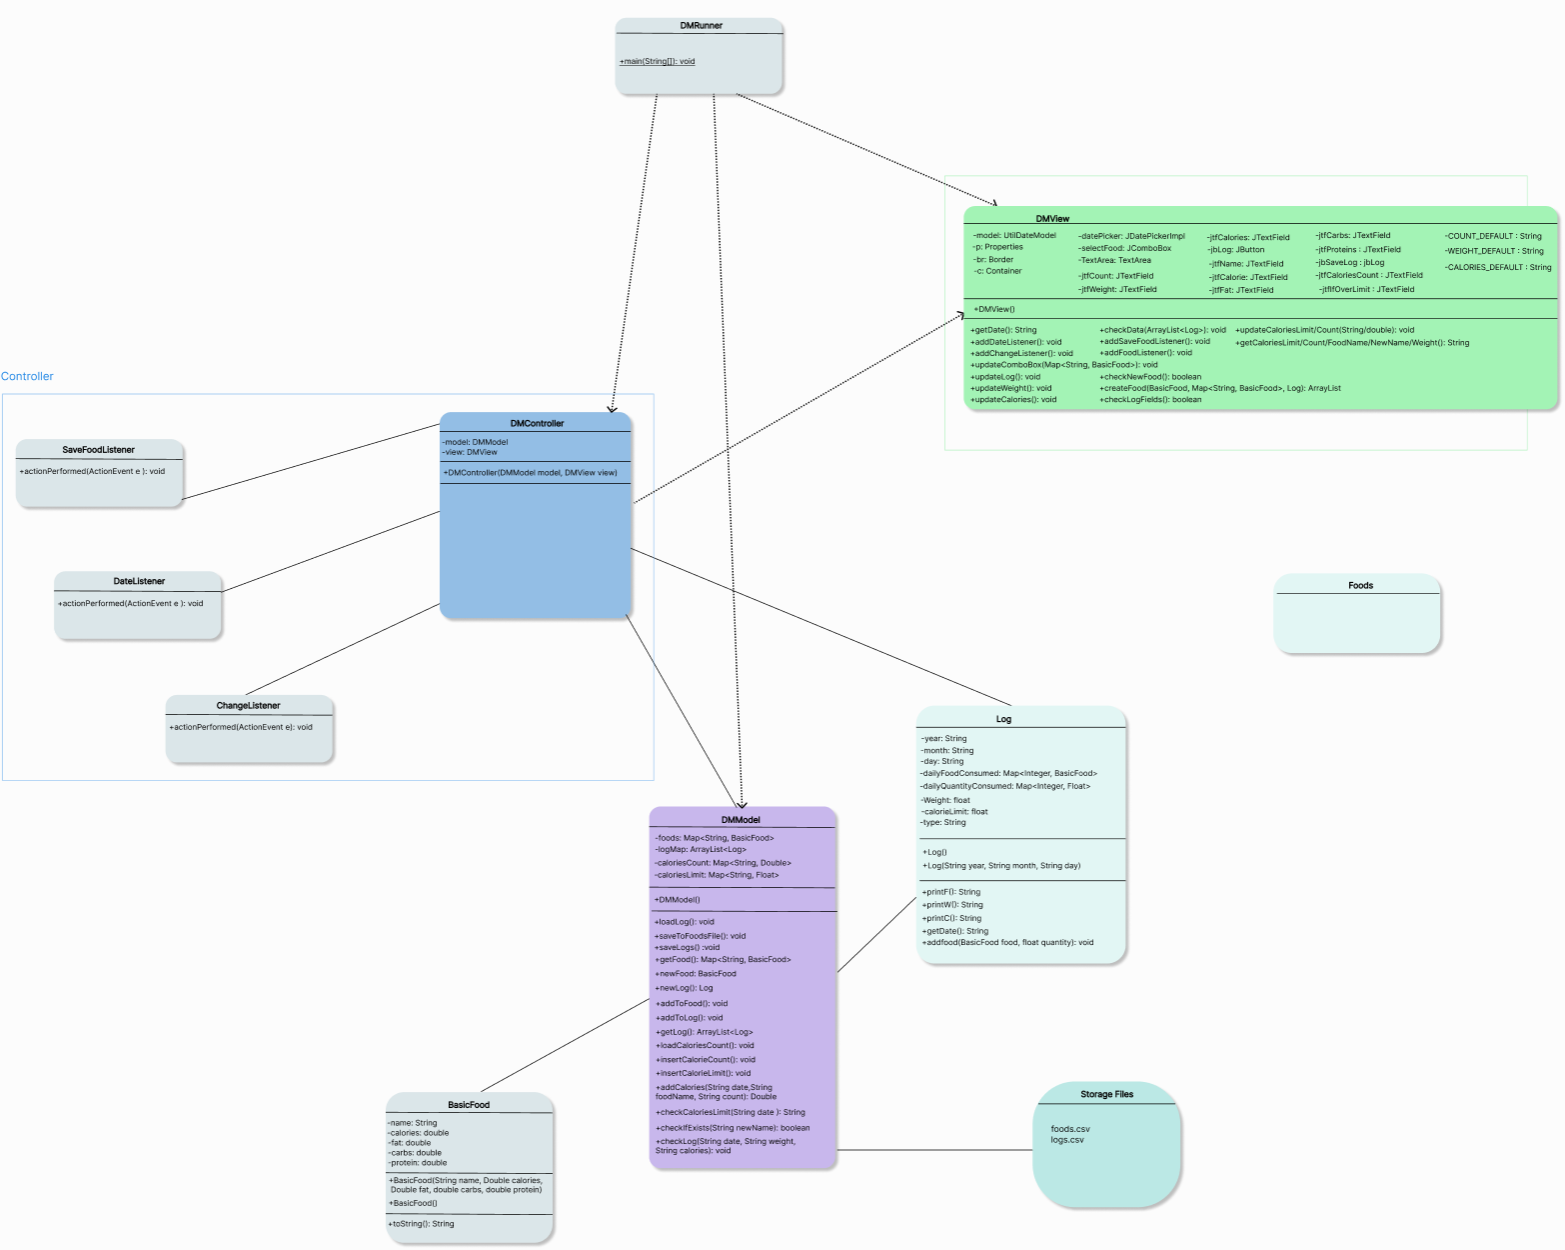 DMRunner
+main(String[]): void
DMView
-model: UtilDateModel
-p: Properties
-br: Border
-c: Container
-datePicker: JDatePickerImpl
-selectFood: JComboBox
-TextArea: TextArea
-jtfCount: JTextField
-jtfWeight: JTextField
-jtfCalories: JTextField
-jbLog: JButton
-jtfName: JTextField
-jtfCalorie: JTextField
-jtfFat: JTextField
-jtfCarbs: JTextField
-jtfProteins : JTextField
-jbSaveLog : jbLog
-jtfCaloriesCount : JTextField
-jtfIfOverLimit : JTextField
-COUNT_DEFAULT : String
-WEIGHT_DEFAULT : String
-CALORIES_DEFAULT : String
+DMView()
+getDate(): String
+addDateListener(): void
+addChangeListener(): void
+updateComboBox(Map<String, BasicFood>): void
+updateLog(): void
+updateWeight(): void
+updateCalories(): void
+checkData(ArrayList<Log>): void
+addSaveFoodListener(): void
+addFoodListener(): void
+checkNewFood(): boolean
+createFood(BasicFood, Map<String, BasicFood>, Log): ArrayList
+checkLogFields(): boolean
+updateCaloriesLimit/Count(String/double): void
+getCaloriesLimit/Count/FoodName/NewName/Weight(): String
Controller
DMController
-model: DMModel
-view: DMView
+DMController(DMModel model, DMView view)
SaveFoodListener
+actionPerformed(ActionEvent e ): void
DateListener
+actionPerformed(ActionEvent e ): void
ChangeListener
+actionPerformed(ActionEvent e): void
Foods
Log
-year: String
-month: String
-day: String
-dailyFoodConsumed: Map<Integer, BasicFood>
-dailyQuantityConsumed: Map<Integer, Float>
-Weight: float
-calorieLimit: float
-type: String
+Log()
+Log(String year, String month, String day)
+printF(): String
+printW(): String
+printC(): String
+getDate(): String
+addfood(BasicFood food, float quantity): void
DMModel
-foods: Map<String, BasicFood>
-logMap: ArrayList<Log>
-caloriesCount: Map<String, Double>
-caloriesLimit: Map<String, Float>
+DMModel()
+loadLog(): void
+saveToFoodsFile(): void
+saveLogs() :void
+getFood(): Map<String, BasicFood>
+newFood: BasicFood
+newLog(): Log
+addToFood(): void
+addToLog(): void
+getLog(): ArrayList<Log>
+loadCaloriesCount(): void
+insertCalorieCount(): void
+insertCalorieLimit(): void
+addCalories(String date,String
foodName, String count): Double
+checkCaloriesLimit(String date ): String
+checkIfExists(String newName): boolean
+checkLog(String date, String weight,
String calories): void
BasicFood
-name: String
-calories: double
-fat: double
-carbs: double
-protein: double
+BasicFood(String name, Double calories,
Double fat, double carbs, double protein)
+BasicFood()
+toString(): String
Storage Files
foods.csv
logs.csv